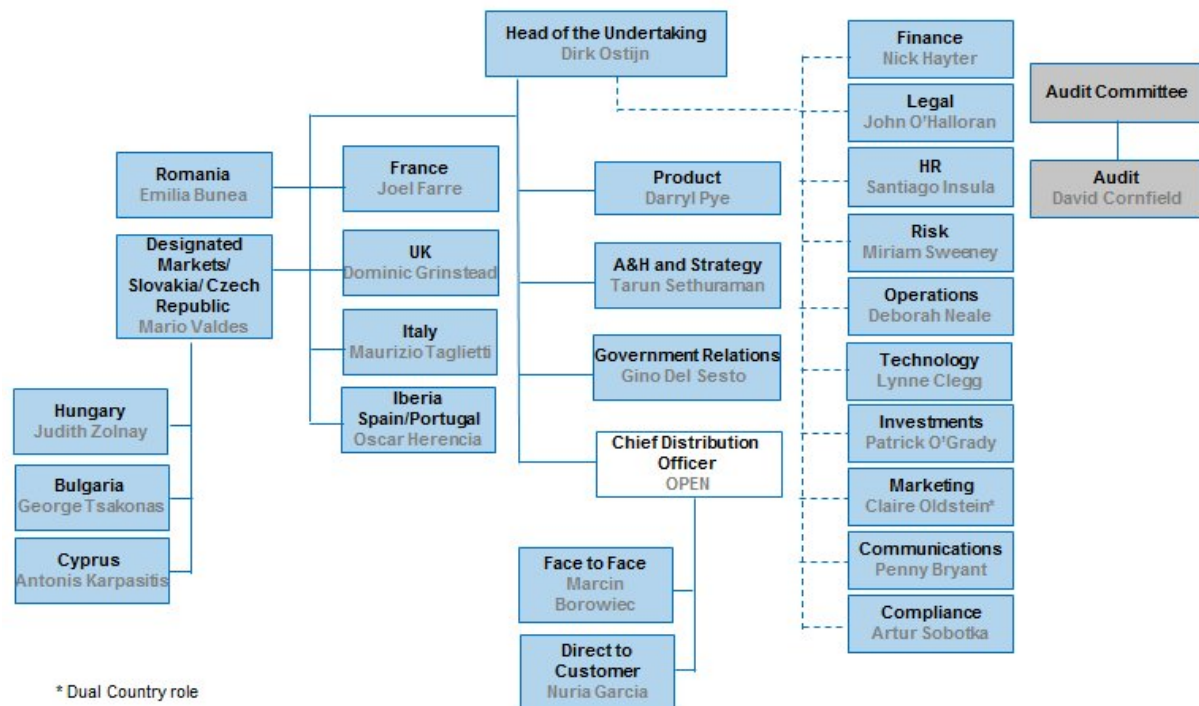 Head of the Undertaking
Dirk Ostijn
Finance
Nick Hayter
Legal
John O'Halloran
HR
Santiago Insula
Risk
Miriam Sweeney
Operations
Deborah Neale
Technology
Lynne Clegg
Investments
Patrick O'Grady
Marketing
Claire Oldstein*
Communications
Penny Bryant
Compliance
Artur Sobotka
Audit Committee
Audit
David Cornfield
Romania
Emilia Bunea
Designated
Markets/
Slovakia/ Czech
Republic
Mario Valdes
Hungary
Judith Zolnay
Bulgaria
George Tsakonas
Cyprus
Antonis Karpasitis
France
Joel Farre
UK
Dominic Grinstead
Italy
Maurizio Taglietti
Iberia
Spain/Portugal
Oscar Herencia
Product
Darryl Pye
A&H and Strategy
Tarun Sethuraman
Government Relations
Gino Del Sesto
Chief Distribution
Officer
OPEN
Face to Face
Marcin
Borowiec
Direct to
Customer
Nuria Garcia
* Dual Country role